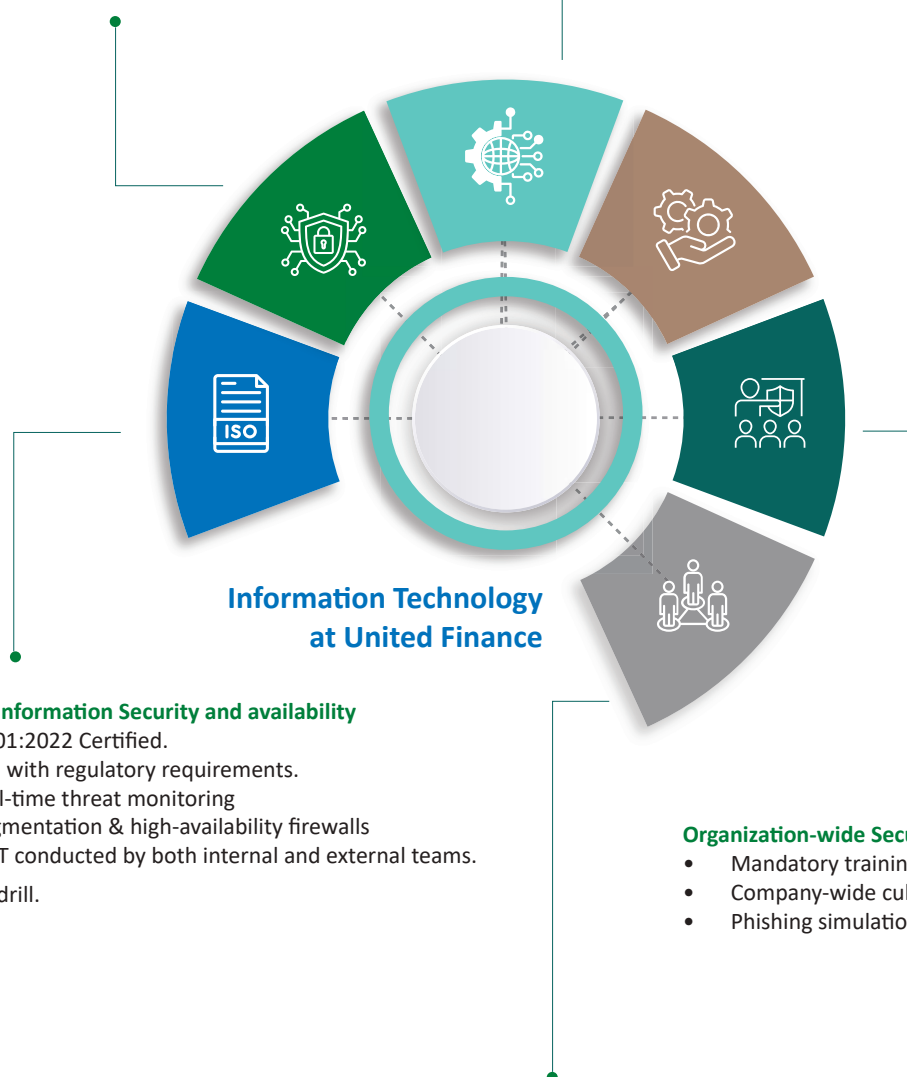 ISO
Information Technology
at United Finance
nformation Security and availability
01:2022 Certified.
with regulatory requirements.
l-time threat monitoring
gmentation & high-availability firewalls
T conducted by both internal and external teams.
drill.
Organization-wide Secu
• Mandatory trainin
• Company-wide cul
• Phishing simulatio